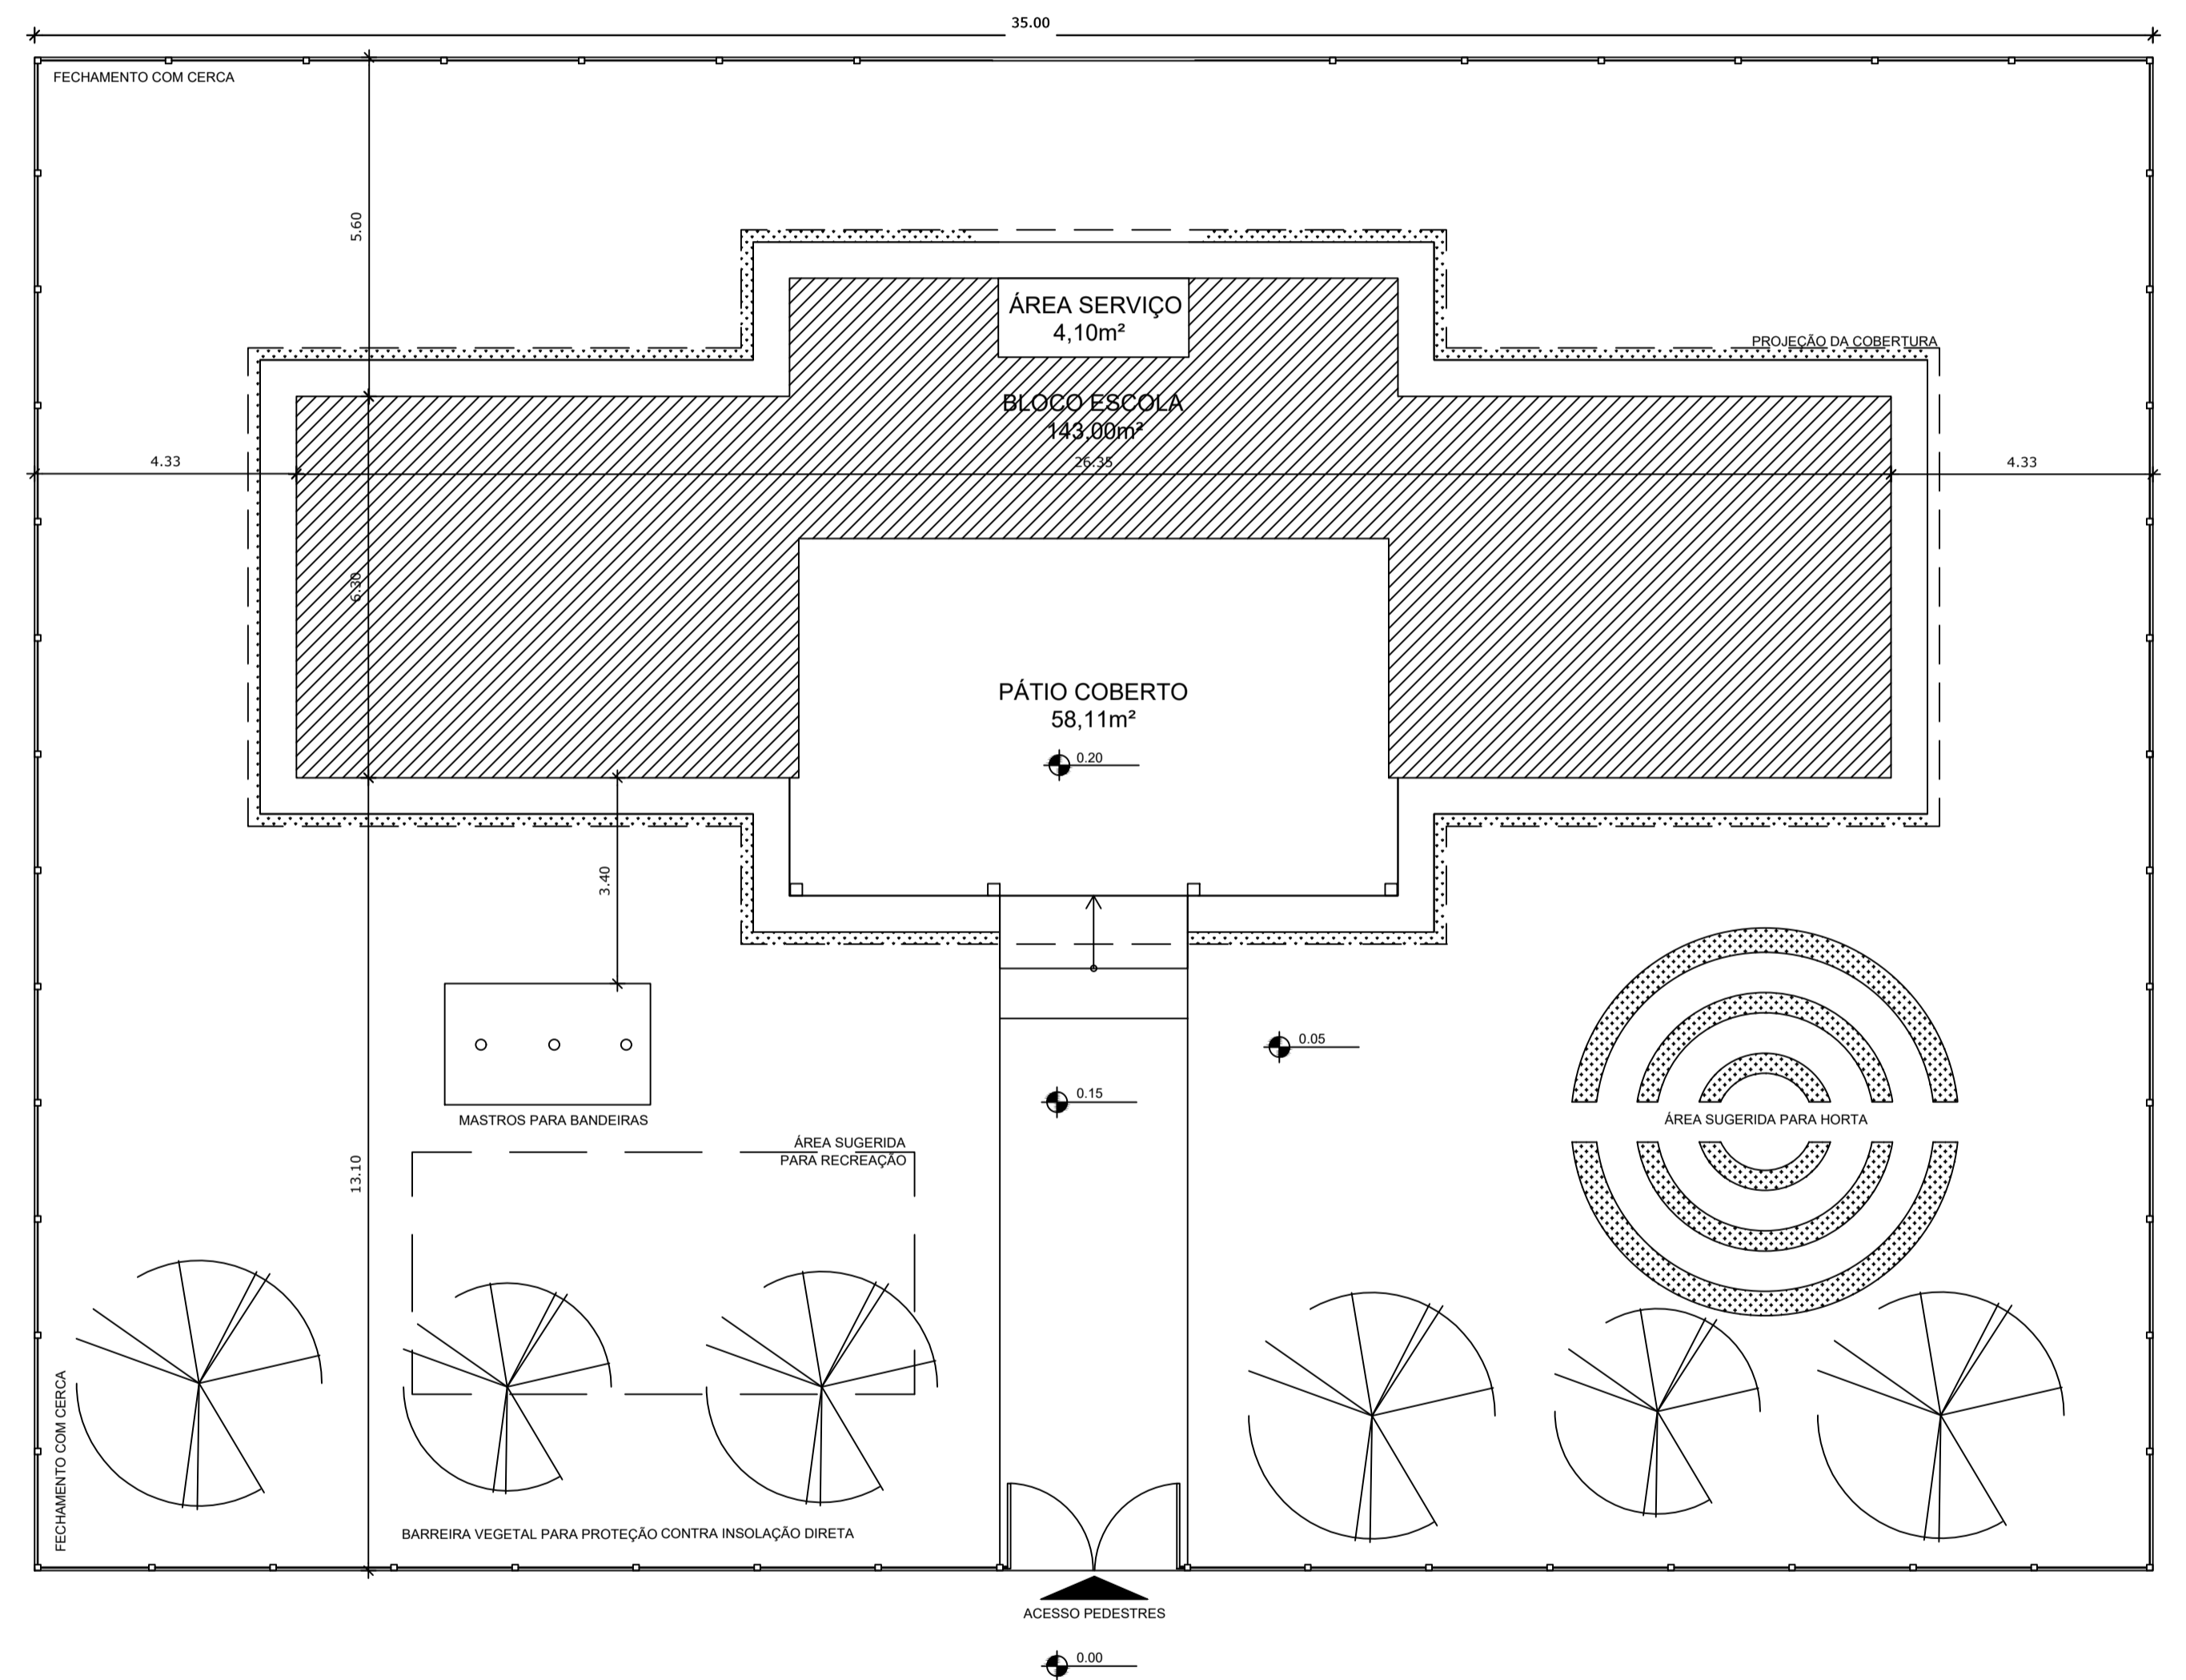 35.00
FECHAMENTO COM CERCA
5.60
ÁREA SERVIÇO
4,10m²
PROJEÇÃO DA COBERTURA
BLOCO ESCOLA
143,00m²
4.33
26.35
4.33
6.30
PÁTIO COBERTO
58,11m²
0.20
3.40
0.05
0.15
MASTROS PARA BANDEIRAS
ÁREA SUGERIDA PARA HORTA
ÁREA SUGERIDA
PARA RECREAÇÃO
13.10
FECHAMENTO COM CERCA
BARREIRA VEGETAL PARA PROTEÇÃO CONTRA INSOLAÇÃO DIRETA
ACESSO PEDESTRES
0.00